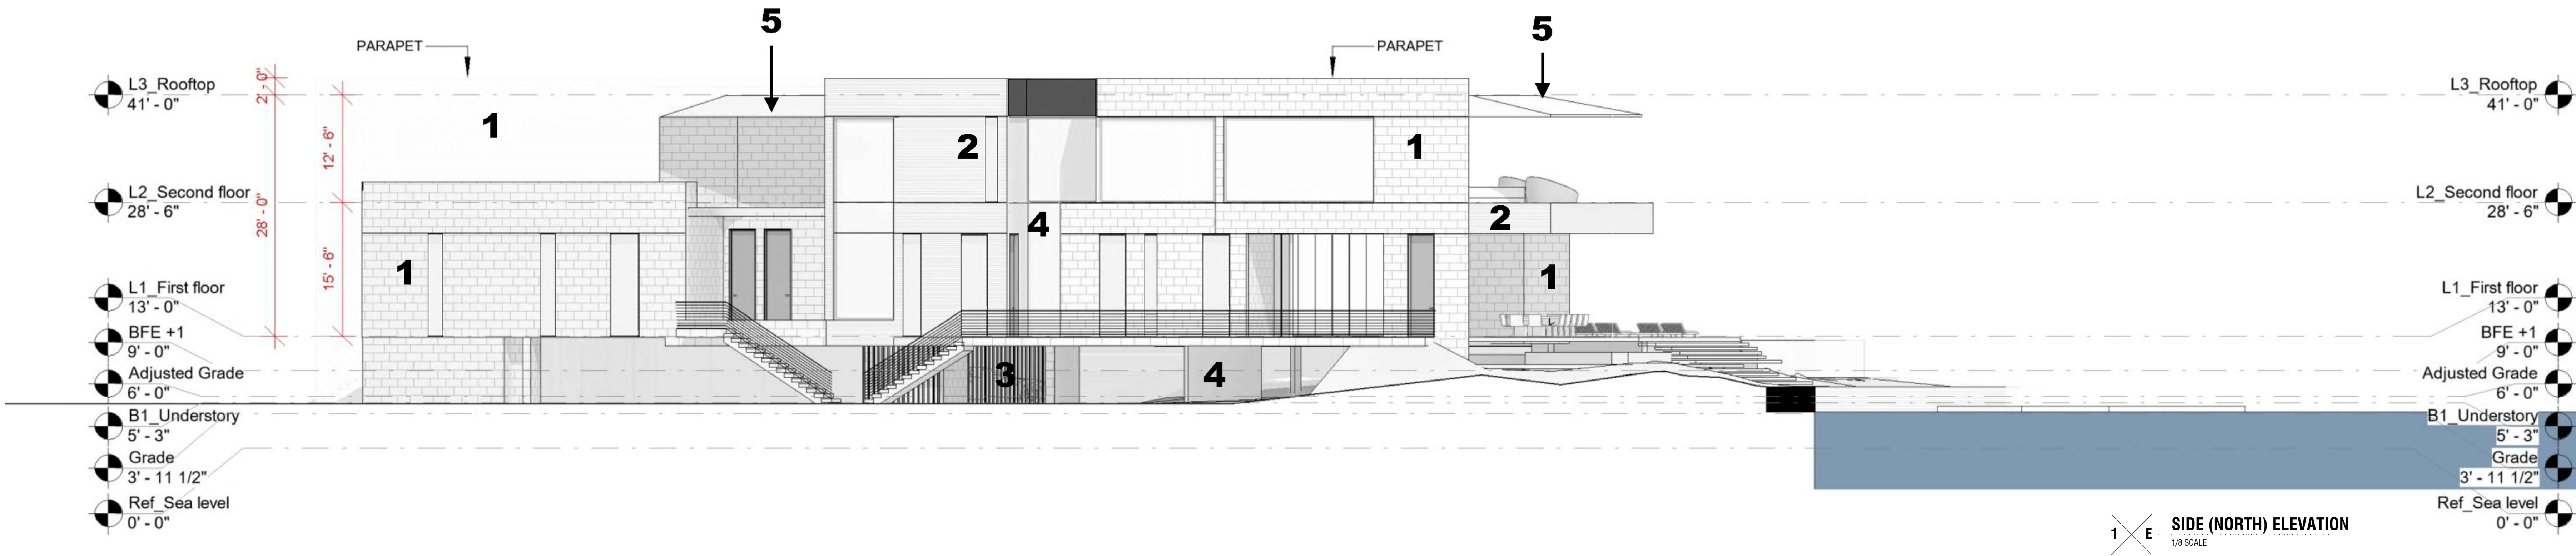 5
5
PARAPET
PARAPET
L3_Rooftop
41' - 0"
2' - 0"
L3_Rooftop
41' - 0"
1
2
1
12' - 6"
L2_Second floor
28' - 6"
28' - 0"
L2_Second floor
28' - 6"
4
2
15' - 6"
1
1
L1_First floor
13' - 0"
L1_First floor
13' - 0"
BFE +1
9' - 0"
BFE +1
9' - 0"
3
4
Adjusted Grade
6' - 0"
Adjusted Grade
6' - 0"
B1_Understory
5' - 3"
B1_Understory
5' - 3"
Grade
3' - 11 1/2"
Grade
3' - 11 1/2"
Ref_Sea level
0' - 0"
Ref_Sea level
0' - 0"
1 E SIDE (NORTH) ELEVATION
1/8 SCALE